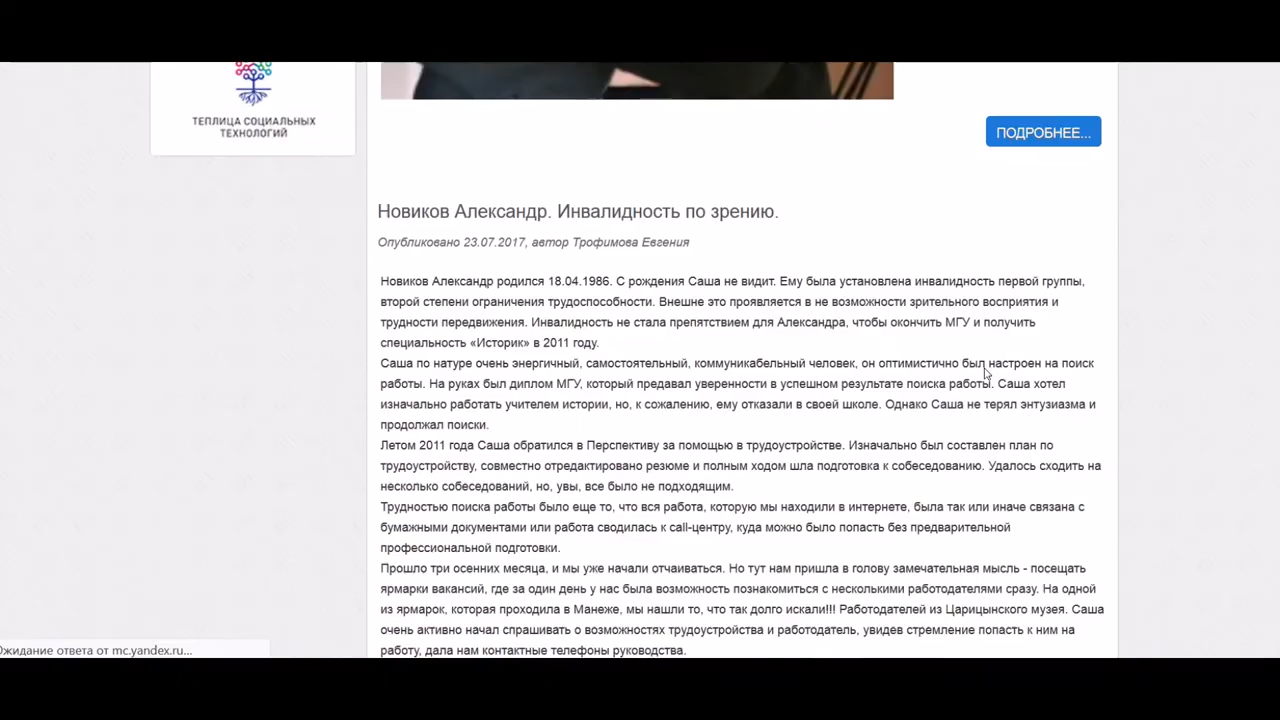 ТЕПЛИЦА СОЦИАЛЬНЫХ
ТЕХНОЛОГИЙ
ПОДРОБНЕЕ...
Новиков Александр. Инвалидность по зрению.
Опубликовано 23.07.2017, автор Трофимова Евгения
Новиков Александр родился 18.04.1986. С рождения Саша не видит. Ему была установлена инвалидность первой группы,
второй степени ограничения трудоспособности. Внешне это проявляется в не возможности зрительного восприятия и
трудности передвижения. Инвалидность не стала препятствием для Александра, чтобы окончить МГУ и получить
специальность «Историк» в 2011 году.
Саша по натуре очень энергичный, самостоятельный, коммуникабельный человек, он оптимистично был настроен на поиск
работы. На руках был диплом МГУ, который предавал уверенности в успешном результате поиска работы. Саша хотел
изначально работать учителем истории, но, к сожалению, ему отказали в своей школе. Однако Саша не терял энтузиазма и
продолжал поиски.
Летом 2011 года Саша обратился в Перспективу за помощью в трудоустройстве. Изначально был составлен план по
трудоустройству, совместно отредактировано резюме и полным ходом шла подготовка к собеседованию. Удалось сходить на
несколько собеседований, но, увы, все было не подходящим.
Трудностью поиска работы было еще то, что вся работа, которую мы находили в интернете, была так или иначе связана с
бумажными документами или работа сводилась к call-центру, куда можно было попасть без предварительной
профессиональной подготовки.
Прошло три осенних месяца, и мы уже начали отчаиваться. Но тут нам пришла в голову замечательная мысль - посещать
ярмарки вакансий, где за один день у нас была возможность познакомиться с несколькими работодателями сразу. На одной
из ярмарок, которая проходила в Манеже, мы нашли то, что так долго искали!!! Работодателей из Царицынского музея. Саша
очень активно начал спрашивать о возможностях трудоустройства и работодатель, увидев стремление попасть к ним на
работу, дала нам контактные телефоны руководства.
Ожидание ответа от mc.yandex.ru...